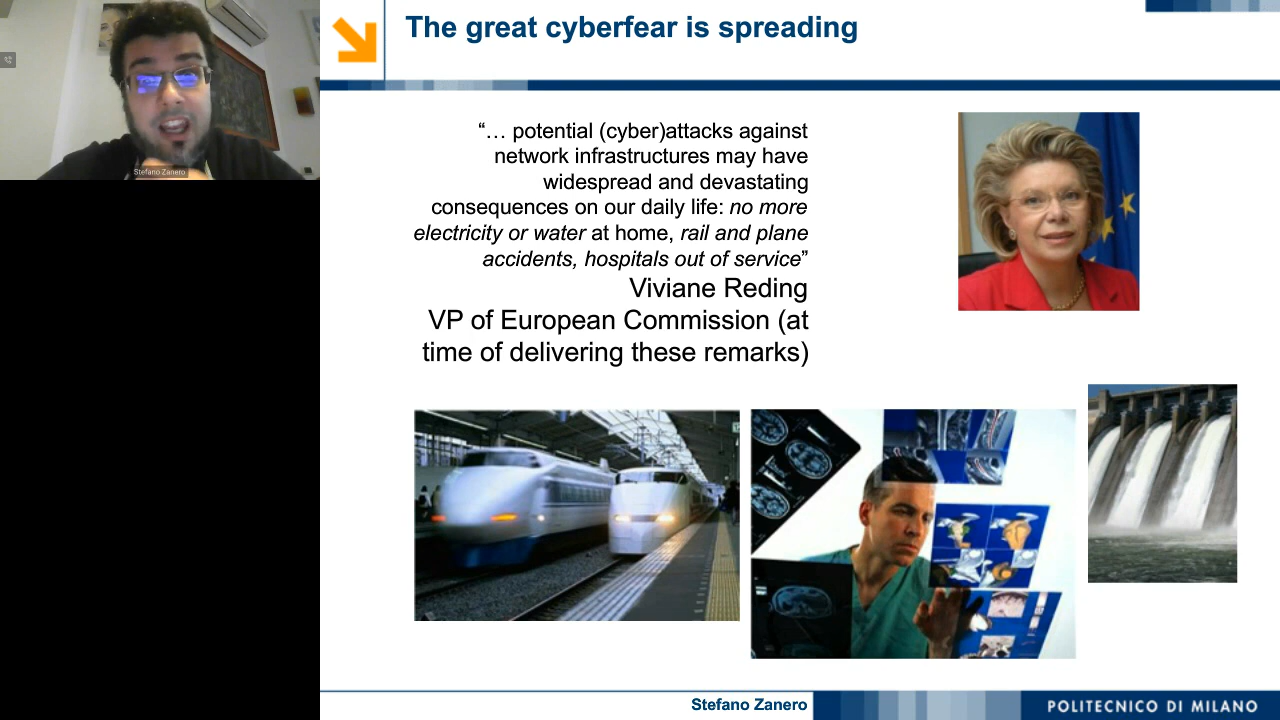 Stefano Zanero
The great cyberfear is spreading
“… potential (cyber)attacks against
network infrastructures may have
widespread and devastating
consequences on our daily life: no more
electricity or water at home, rail and plane
accidents, hospitals out of service”
Viviane Reding
VP of European Commission (at
time of delivering these remarks)
Stefano Zanero
POLITECNICO DI MILANO